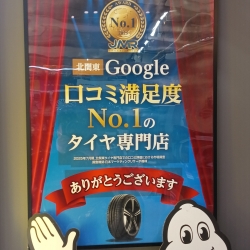 No.1
JMR
北関東 Google
口コミ満足度
No.1の
タイヤ専門店
ありがとうございます